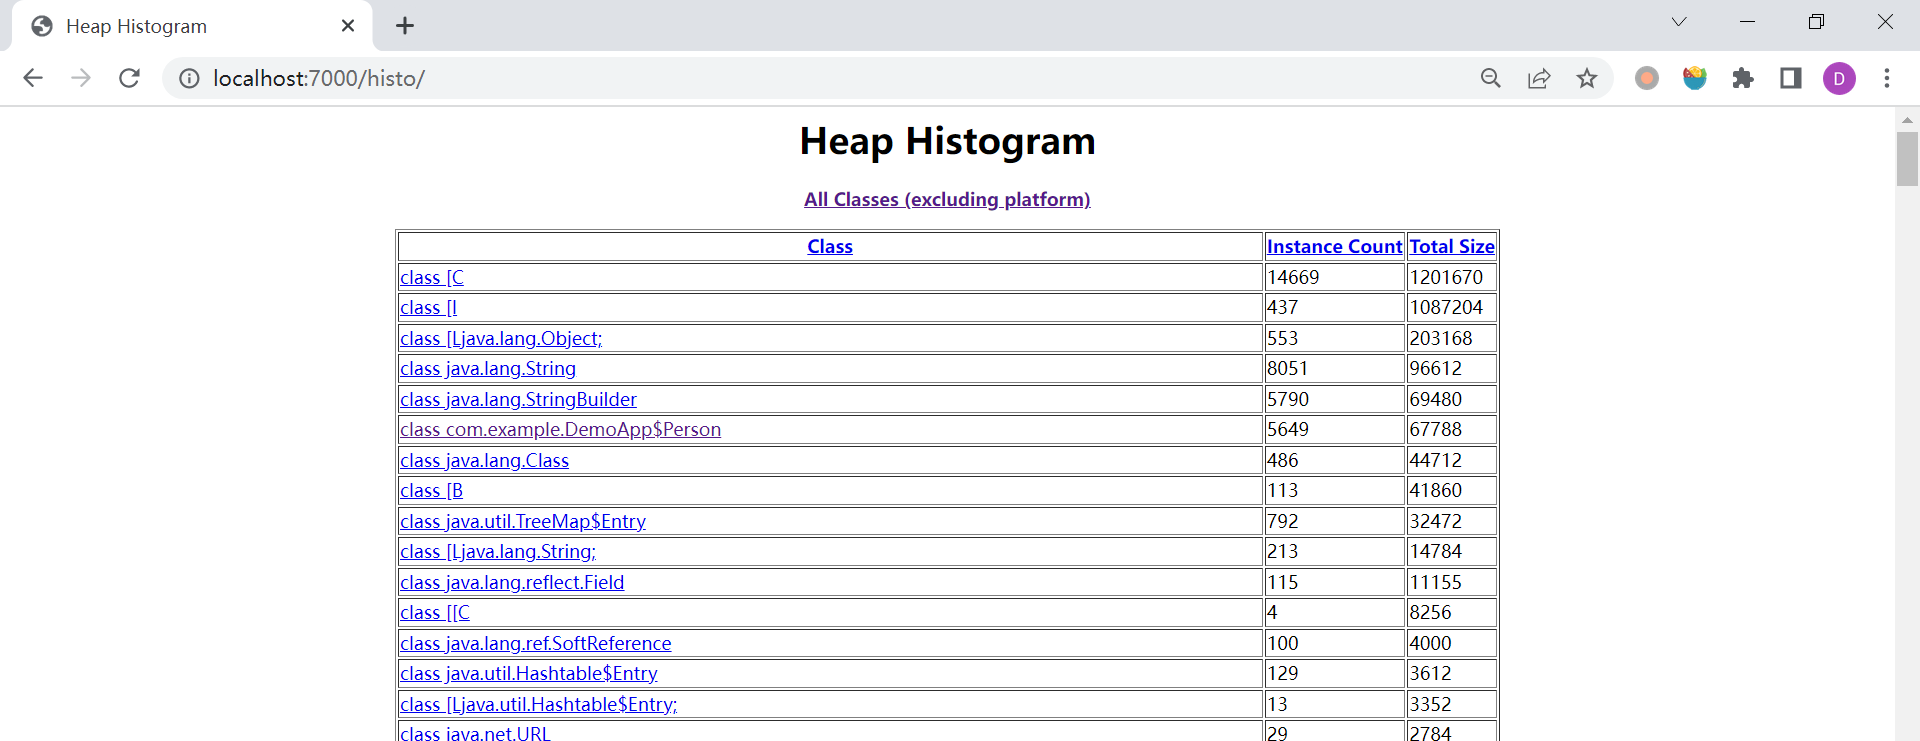 Heap Histogram
localhost:7000/histo/
D
Heap Histogram
All Classes (excluding platform)
Class Instance Count Total Size
class [C 14669 1201670
class [I 437 1087204
class [Ljava.lang.Object; 553 203168
class java.lang.String 8051 96612
class java.lang.StringBuilder 5790 69480
class com.example.DemoApp$Person 5649 67788
class java.lang.Class 486 44712
class [B 113 41860
class java.util.TreeMap$Entry 792 32472
class [Ljava.lang.String; 213 14784
class java.lang.reflect.Field 115 11155
class [[C 4 8256
class java.lang.ref.SoftReference 100 4000
class java.util.Hashtable$Entry 129 3612
class [Ljava.util.Hashtable$Entry; 13 3352
class java.net.URL 29 2784